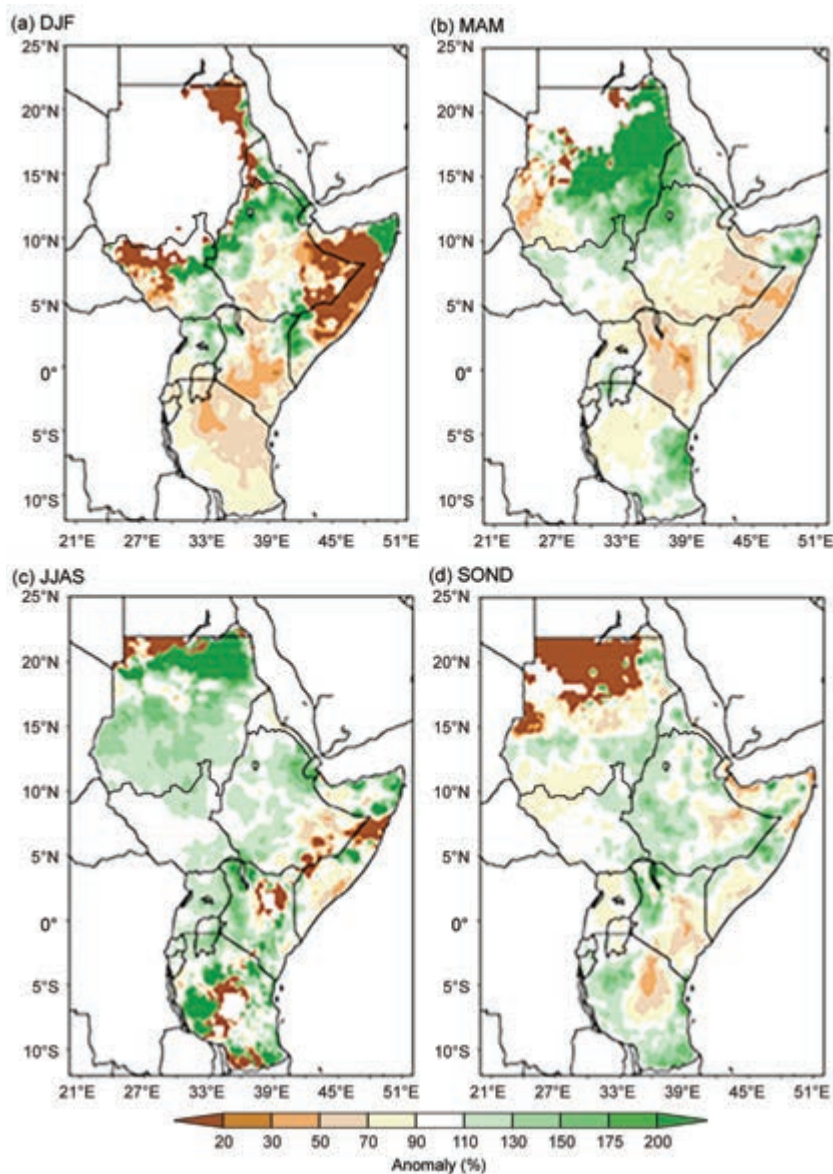 (a) DJF
(b) MAM
25°N
20°N
15°N
10°N
5°N
0°
5°S
10°S
21°E 27°E 33°E 39°E 45°E 51°E
25°N
20°N
15°N
10°N
5°N
0°
5°S
10°S
21°E 27°E 33°E 39°E 45°E 51°E
(c) JJAS
(d) SOND
25°N
20°N
15°N
10°N
5°N
0°
5°S
10°S
21°E 27°E 33°E 39°E 45°E 51°E
25°N
20°N
15°N
10°N
5°N
0°
5°S
10°S
21°E 27°E 33°E 39°E 45°E 51°E
20 30 50 70 90 110 130 150 175 200
Anomaly (%)